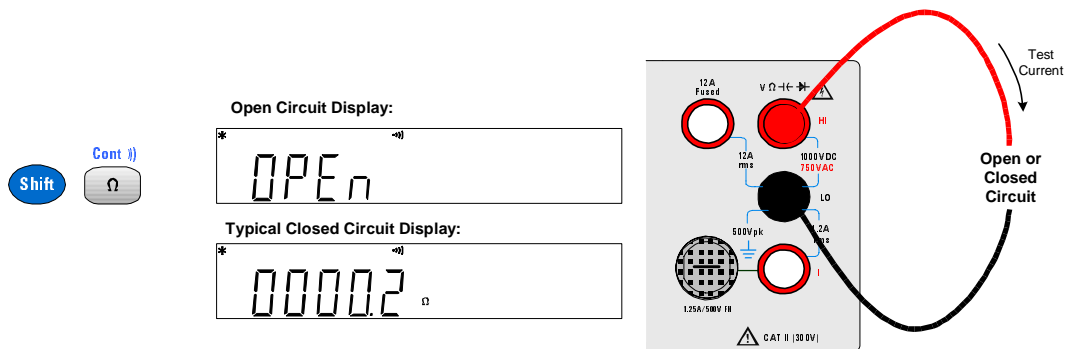 Cont
Shift
Ω
Open Circuit Display:
*
OPEn
Typical Closed Circuit Display:
*
0000.2 Ω
12A
Fused
V Ω
HI
12A
rms
1000VDC
750VAC
LO
500Vpk
1.2A
rms
I
1.25A/500V FH
CAT II (300V)
Test
Current
Open or
Closed
Circuit